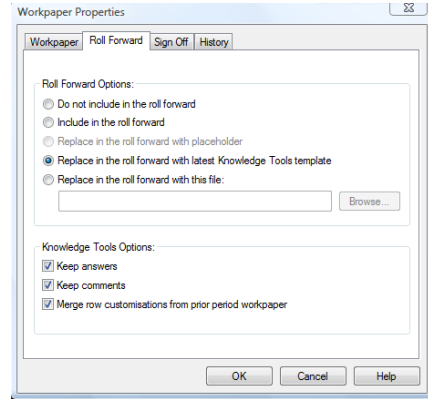 Workpaper Properties
Workpaper Roll Forward Sign Off History
Roll Forward Options:
Do not include in the roll forward
Include in the roll forward
Replace in the roll forward with placeholder
Replace in the roll forward with latest Knowledge Tools template
Replace in the roll forward with this file:
Browse...
Knowledge Tools Options:
Keep answers
Keep comments
Merge row customisations from prior period workpaper
OK Cancel Help